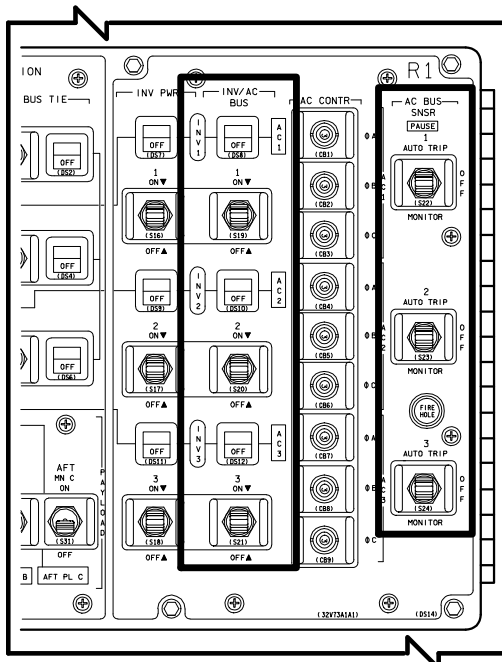 R1
ION
BUS TIE
INV PWR
INV/AC
BUS
AC CONTR
AC BUS
SNSR
PAUSE
1
AUTO TRIP
OFF
(DS2)
OFF
(DS7)
INV1
OFF
(DS8)
AC1
(CB1)
ΦA
(S22)
OFF
MONITOR
1
ON▼
1
ON▼
(CB2)
ΦB
AC1
(S16)
(S19)
OFF▲
OFF▲
(CB3)
ΦC
OFF
(DS4)
OFF
(DS9)
INV2
OFF
(DS10)
AC2
(CB4)
ΦA
2
AUTO TRIP
2
ON▼
2
ON▼
(CB5)
ΦB
AC2
(S23)
OFF
MONITOR
OFF
(DS6)
(S17)
(S20)
OFF▲
OFF▲
(CB6)
ΦC
FIRE
HOLE
OFF
(DS11)
INV3
OFF
(DS12)
AC3
(CB7)
ΦA
3
AUTO TRIP
AFT
MN C
ON
PAYLOAD
3
ON▼
3
ON▼
(CB8)
ΦB
AC3
(S24)
OFF
MONITOR
(S31)
OFF
(S18)
(S21)
OFF▲
OFF▲
(CB9)
ΦC
B
AFT PL C
(32V73A1A1)
(DS14)